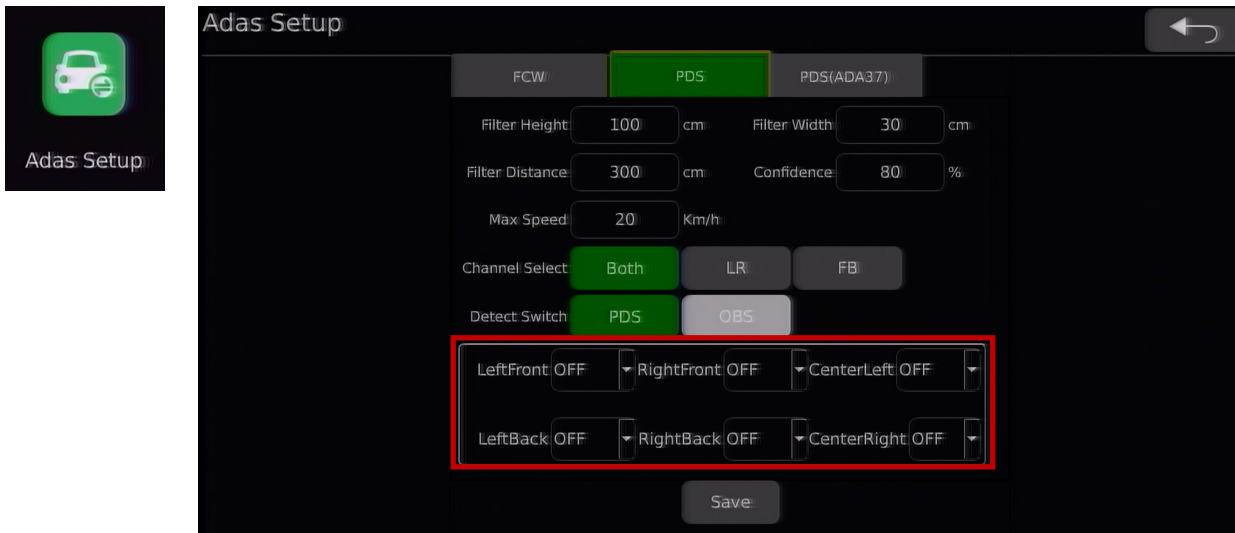 Adas Setup
Adas Setup
FCW PDS PDS(ADA37)
Filter Height 100 cm Filter Width 30 cm
Filter Distance 300 cm Confidence 80 %
Max Speed 20 Km/h
Channel Select Both LR FB
Detect Switch PDS OBS
LeftFront OFF RightFront OFF CenterLeft OFF
LeftBack OFF RightBack OFF CenterRight OFF
Save